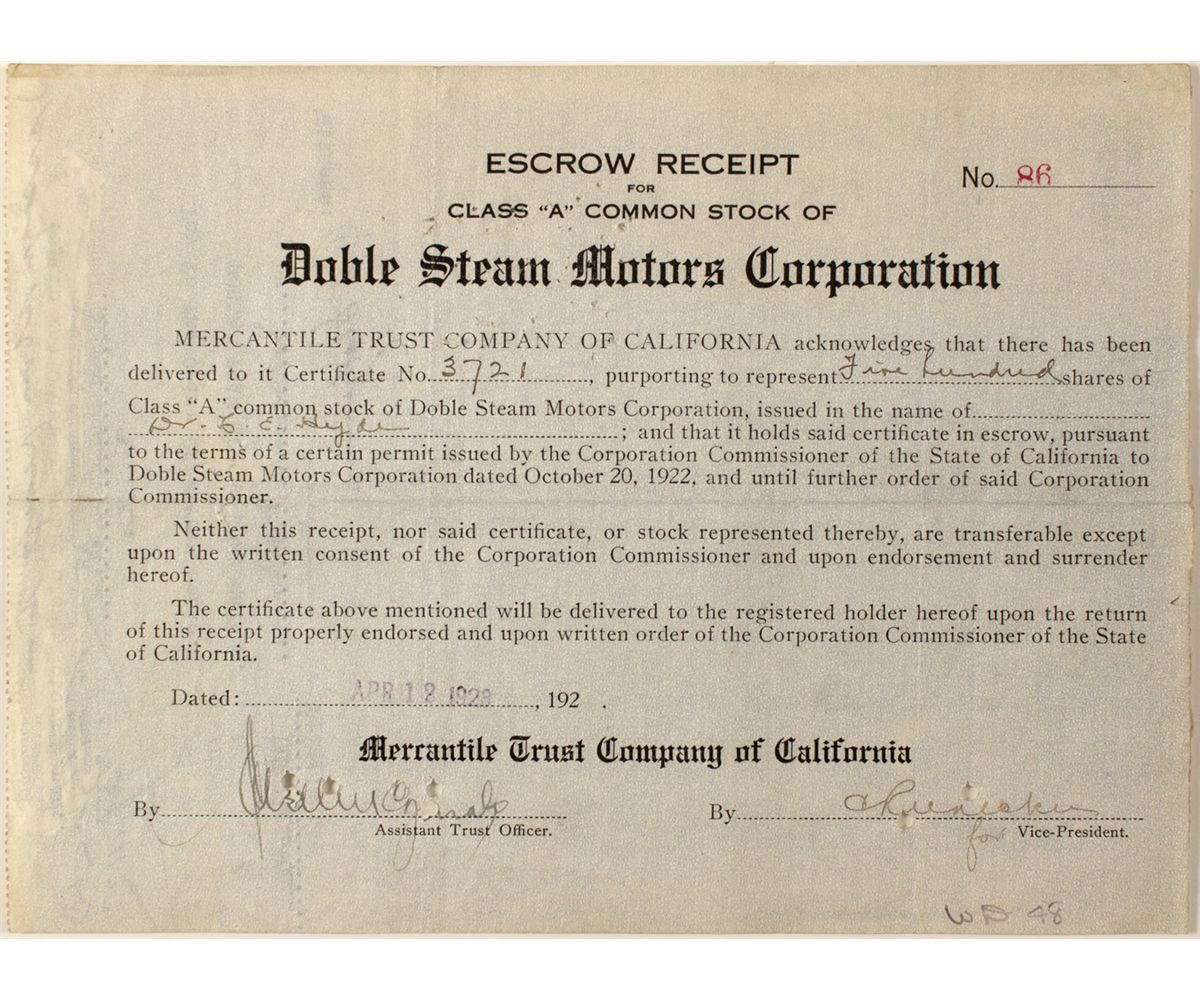 ESCROW RECEIPT
No. 86
FOR
CLASS "A" COMMON STOCK OF
Doble Steam Motors Corporation
MERCANTILE TRUST COMPANY OF CALIFORNIA acknowledges that there has been
delivered to it Certificate No. 3721, purporting to represent Five hundred shares of
Class "A" common stock of Doble Steam Motors Corporation, issued in the name of
Dr. E. E. Hyde ; and that it holds said certificate in escrow, pursuant
to the terms of a certain permit issued by the Corporation Commissioner of the State of California to
Doble Steam Motors Corporation dated October 20, 1922, and until further order of said Corporation
Commissioner.
Neither this receipt, nor said certificate, or stock represented thereby, are transferable except
upon the written consent of the Corporation Commissioner and upon endorsement and surrender
hereof.
The certificate above mentioned will be delivered to the registered holder hereof upon the return
of this receipt properly endorsed and upon written order of the Corporation Commissioner of the State
of California.
Dated: APR 18 1923, 192 .
Mercantile Trust Company of California
By
By
Assistant Trust Officer.
for Vice-President.
WD 48